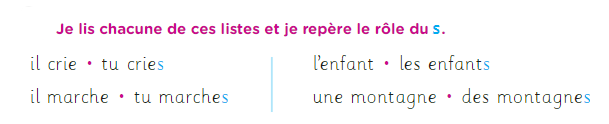 Je lis chacune de ces listes et je repère le rôle du s.
il crie • tu cries
il marche • tu marches
l'enfant • les enfants
une montagne • des montagnes